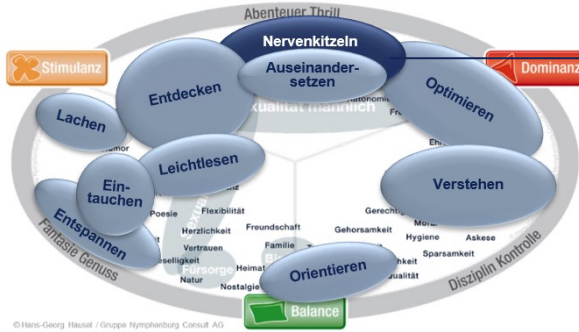 Abenteuer Thrill
Nervenkitzeln
Stimulanz
Dominanz
Auseinander-
setzen
Entdecken
Optimieren
Lachen
Leichtlesen
Ein-
tauchen
Verstehen
Entspannen
Poesie
Flexibilität
Herzlichkeit
Freundschaft
Gehorsamkeit
Hygiene
Askese
Vertrauen
Familie
Sparsamkeit
Fürsorge
Heimat
Orientieren
Natur
Nostalgie
Fantasie Genuss
Disziplin Kontrolle
Balance
© Hans-Georg Häusel / Gruppe Nymphenburg Consult AG